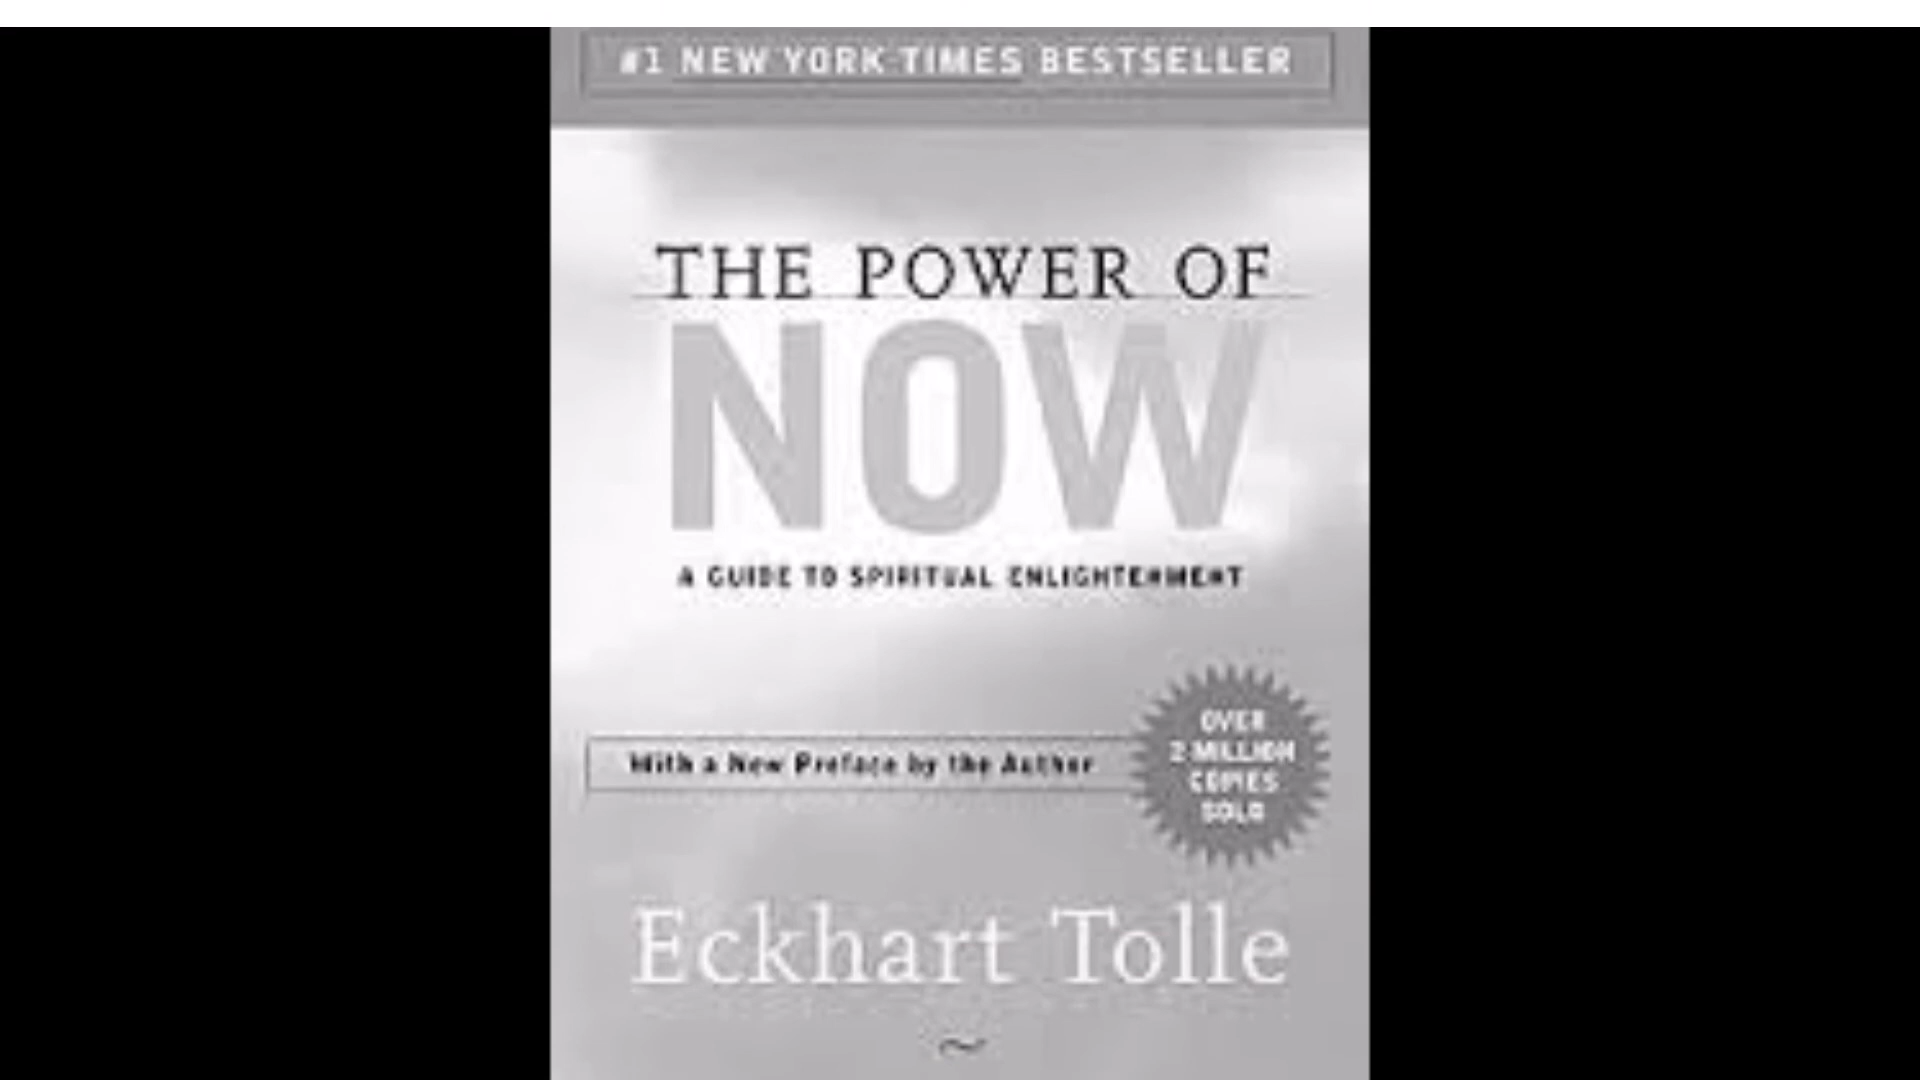 #1 NEW YORK TIMES BESTSELLER
THE POWER OF
NOW
A GUIDE TO SPIRITUAL ENLIGHTENMENT
With a New Preface by the Author
OVER
2 MILLION
COPIES
SOLD
Eckhart Tolle